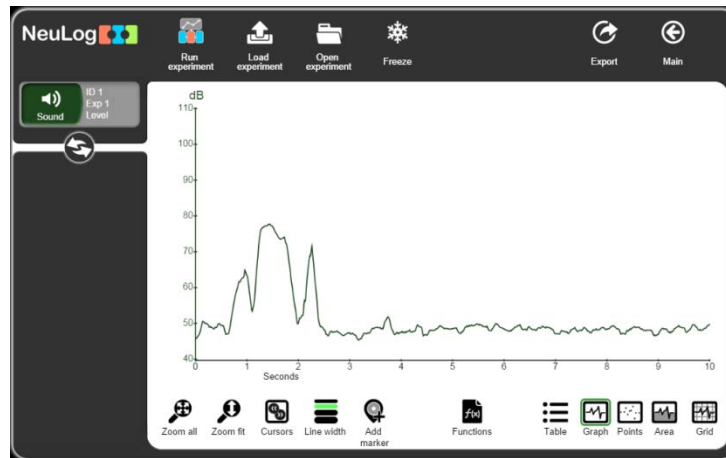 NeuLog
Run
experiment
Load
experiment
Open
experiment
Freeze
Export
Main
Sound
ID 1
Exp 1
Level
dB
110
100
90
80
70
60
50
40
0 1 2 3 4 5 6 7 8 9 10
Seconds
Zoom all
Zoom fit
Cursors
Line width
Add
marker
f(x)
Functions
Table
Graph
Points
Area
Grid